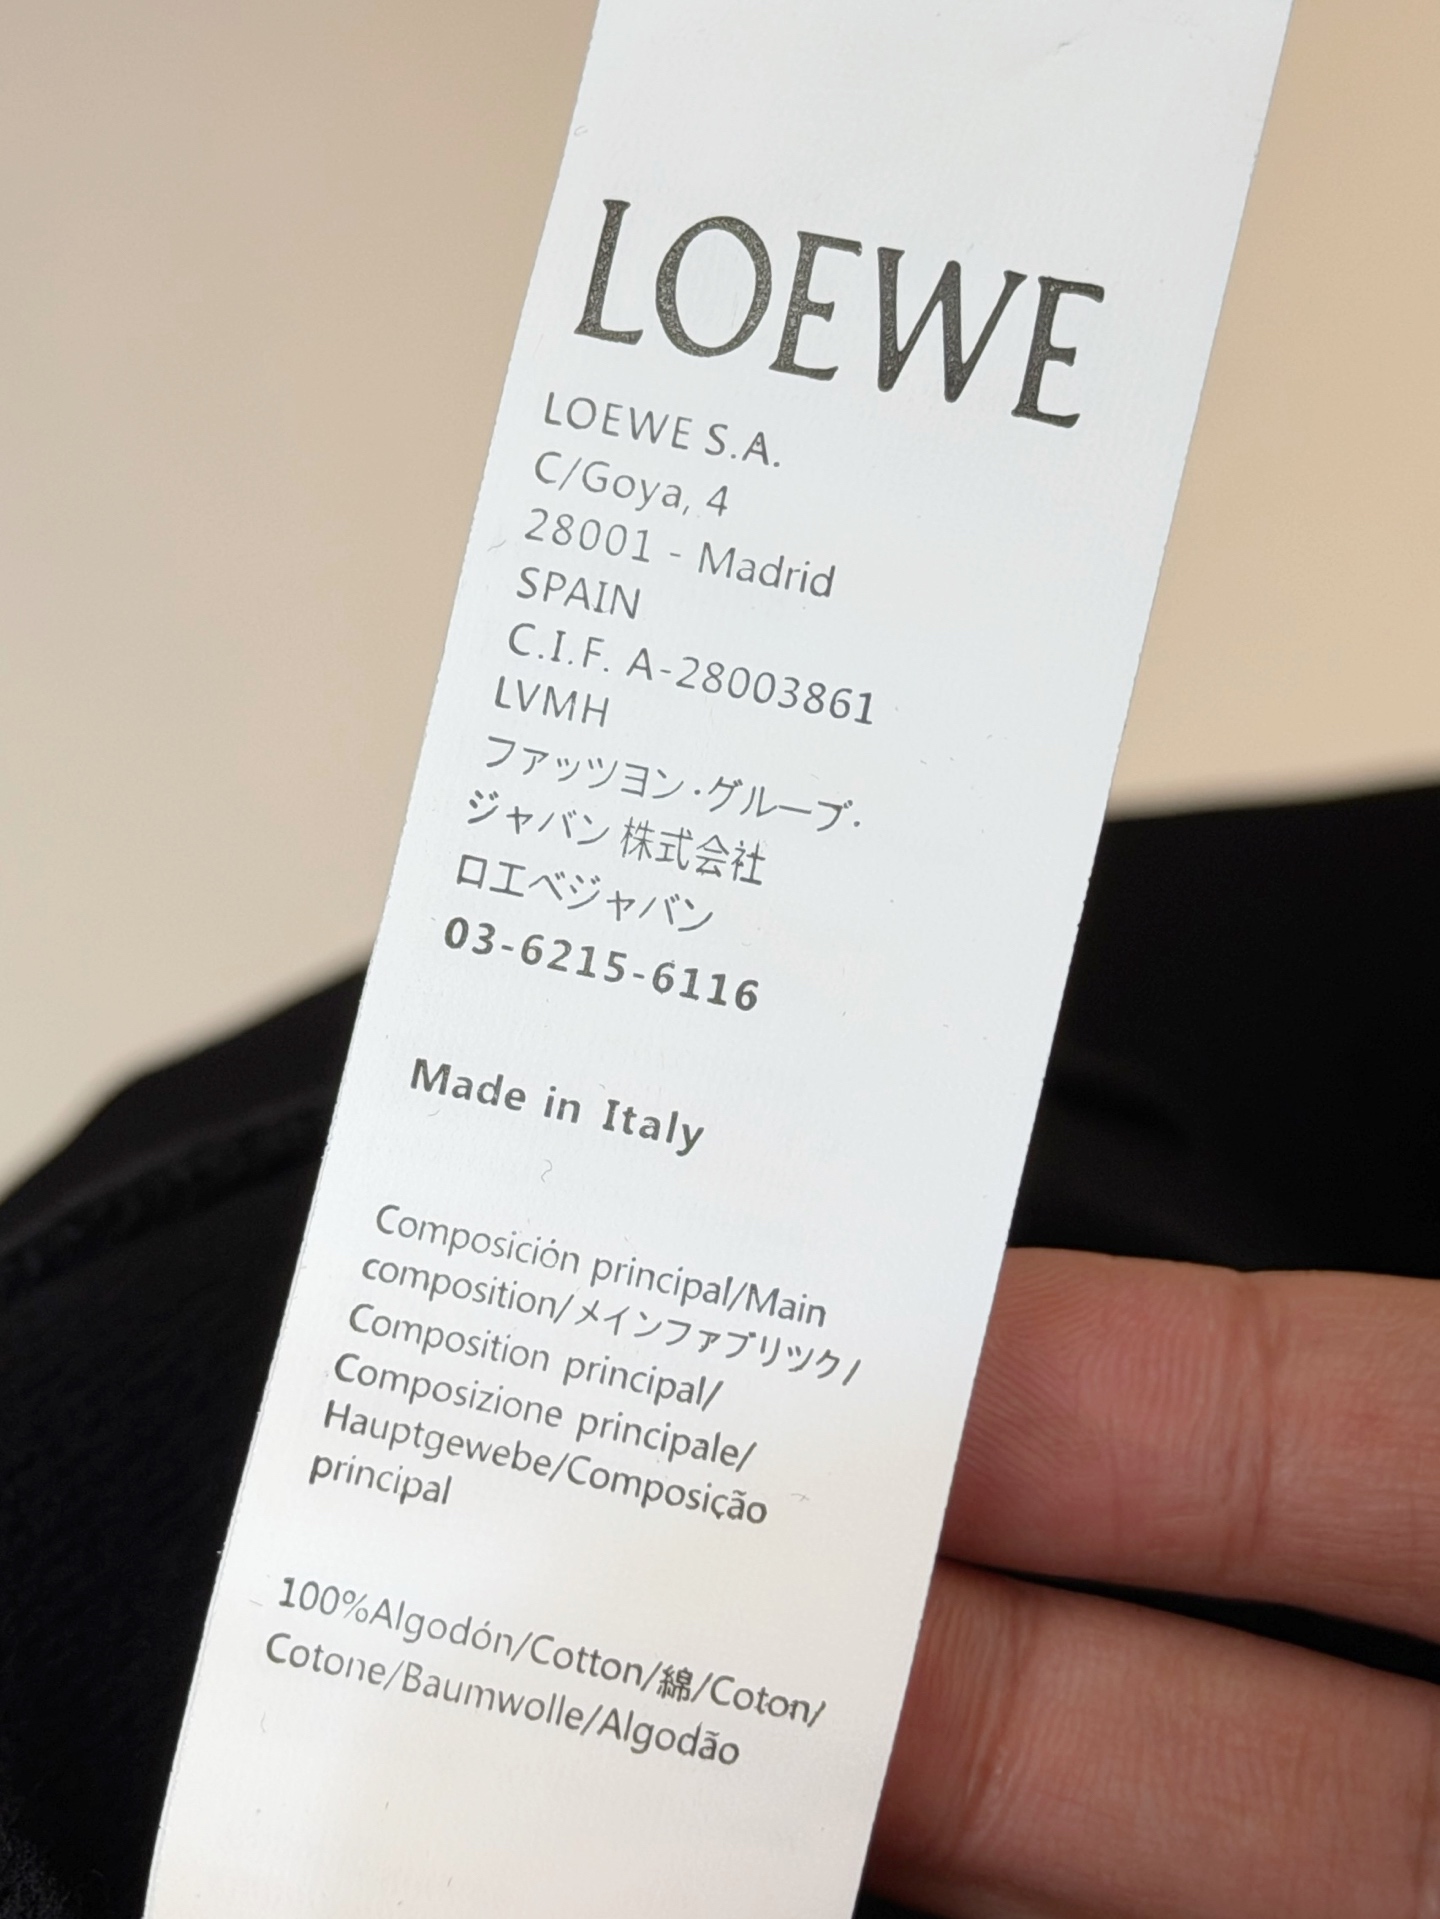 LOEWE
LOEWE S.A.
C/Goya, 4
28001 - Madrid
SPAIN
C.I.F. A-28003861
LVMH
ファッツヨン·グループ·
ジャバン 株式会社
ロエベジャバン
03-6215-6116
Made in Italy
Composición principal/Main
composition/メインファブリツク/
Composition principal/
Composizione principale/
Hauptgewebe/Composição
principal
100%Algodón/Cotton/綿/Coton/
Cotone/Baumwolle/Algodão